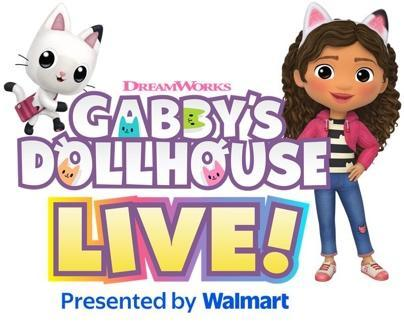 DREAMWORKS
GABBY'S
DOLLHOUSE
LIVE!
Presented by Walmart